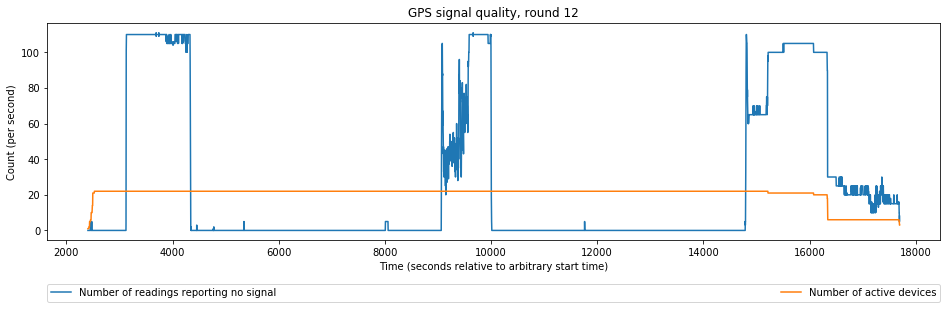 GPS signal quality, round 12
Count (per second)
100
80
60
40
20
0
2000 4000 6000 8000 10000 12000 14000 16000 18000
Time (seconds relative to arbitrary start time)
Number of readings reporting no signal Number of active devices